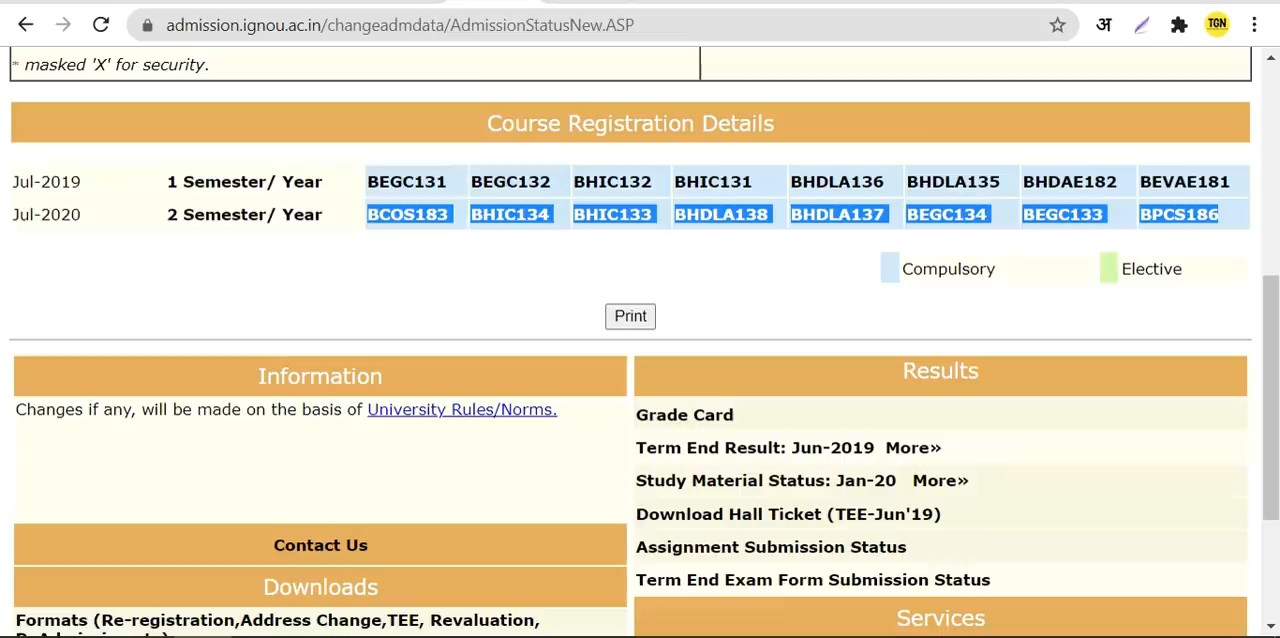 admission.ignou.ac.in/changeadmdata/AdmissionStatusNew.ASP अ TGN
* masked 'X' for security.
Course Registration Details
Jul-2019 1 Semester/ Year BEGC131 BEGC132 BHIC132 BHIC131 BHDLA136 BHDLA135 BHDAE182 BEVAE181
Jul-2020 2 Semester/ Year BCOS183 BHIC134 BHIC133 BHDLA138 BHDLA137 BEGC134 BEGC133 BPCS186
Compulsory Elective
Print
Information
Changes if any, will be made on the basis of University Rules/Norms.
Contact Us
Downloads
Formats (Re-registration,Address Change,TEE, Revaluation,
Results
Grade Card
Term End Result: Jun-2019 More»
Study Material Status: Jan-20 More»
Download Hall Ticket (TEE-Jun'19)
Assignment Submission Status
Term End Exam Form Submission Status
Services